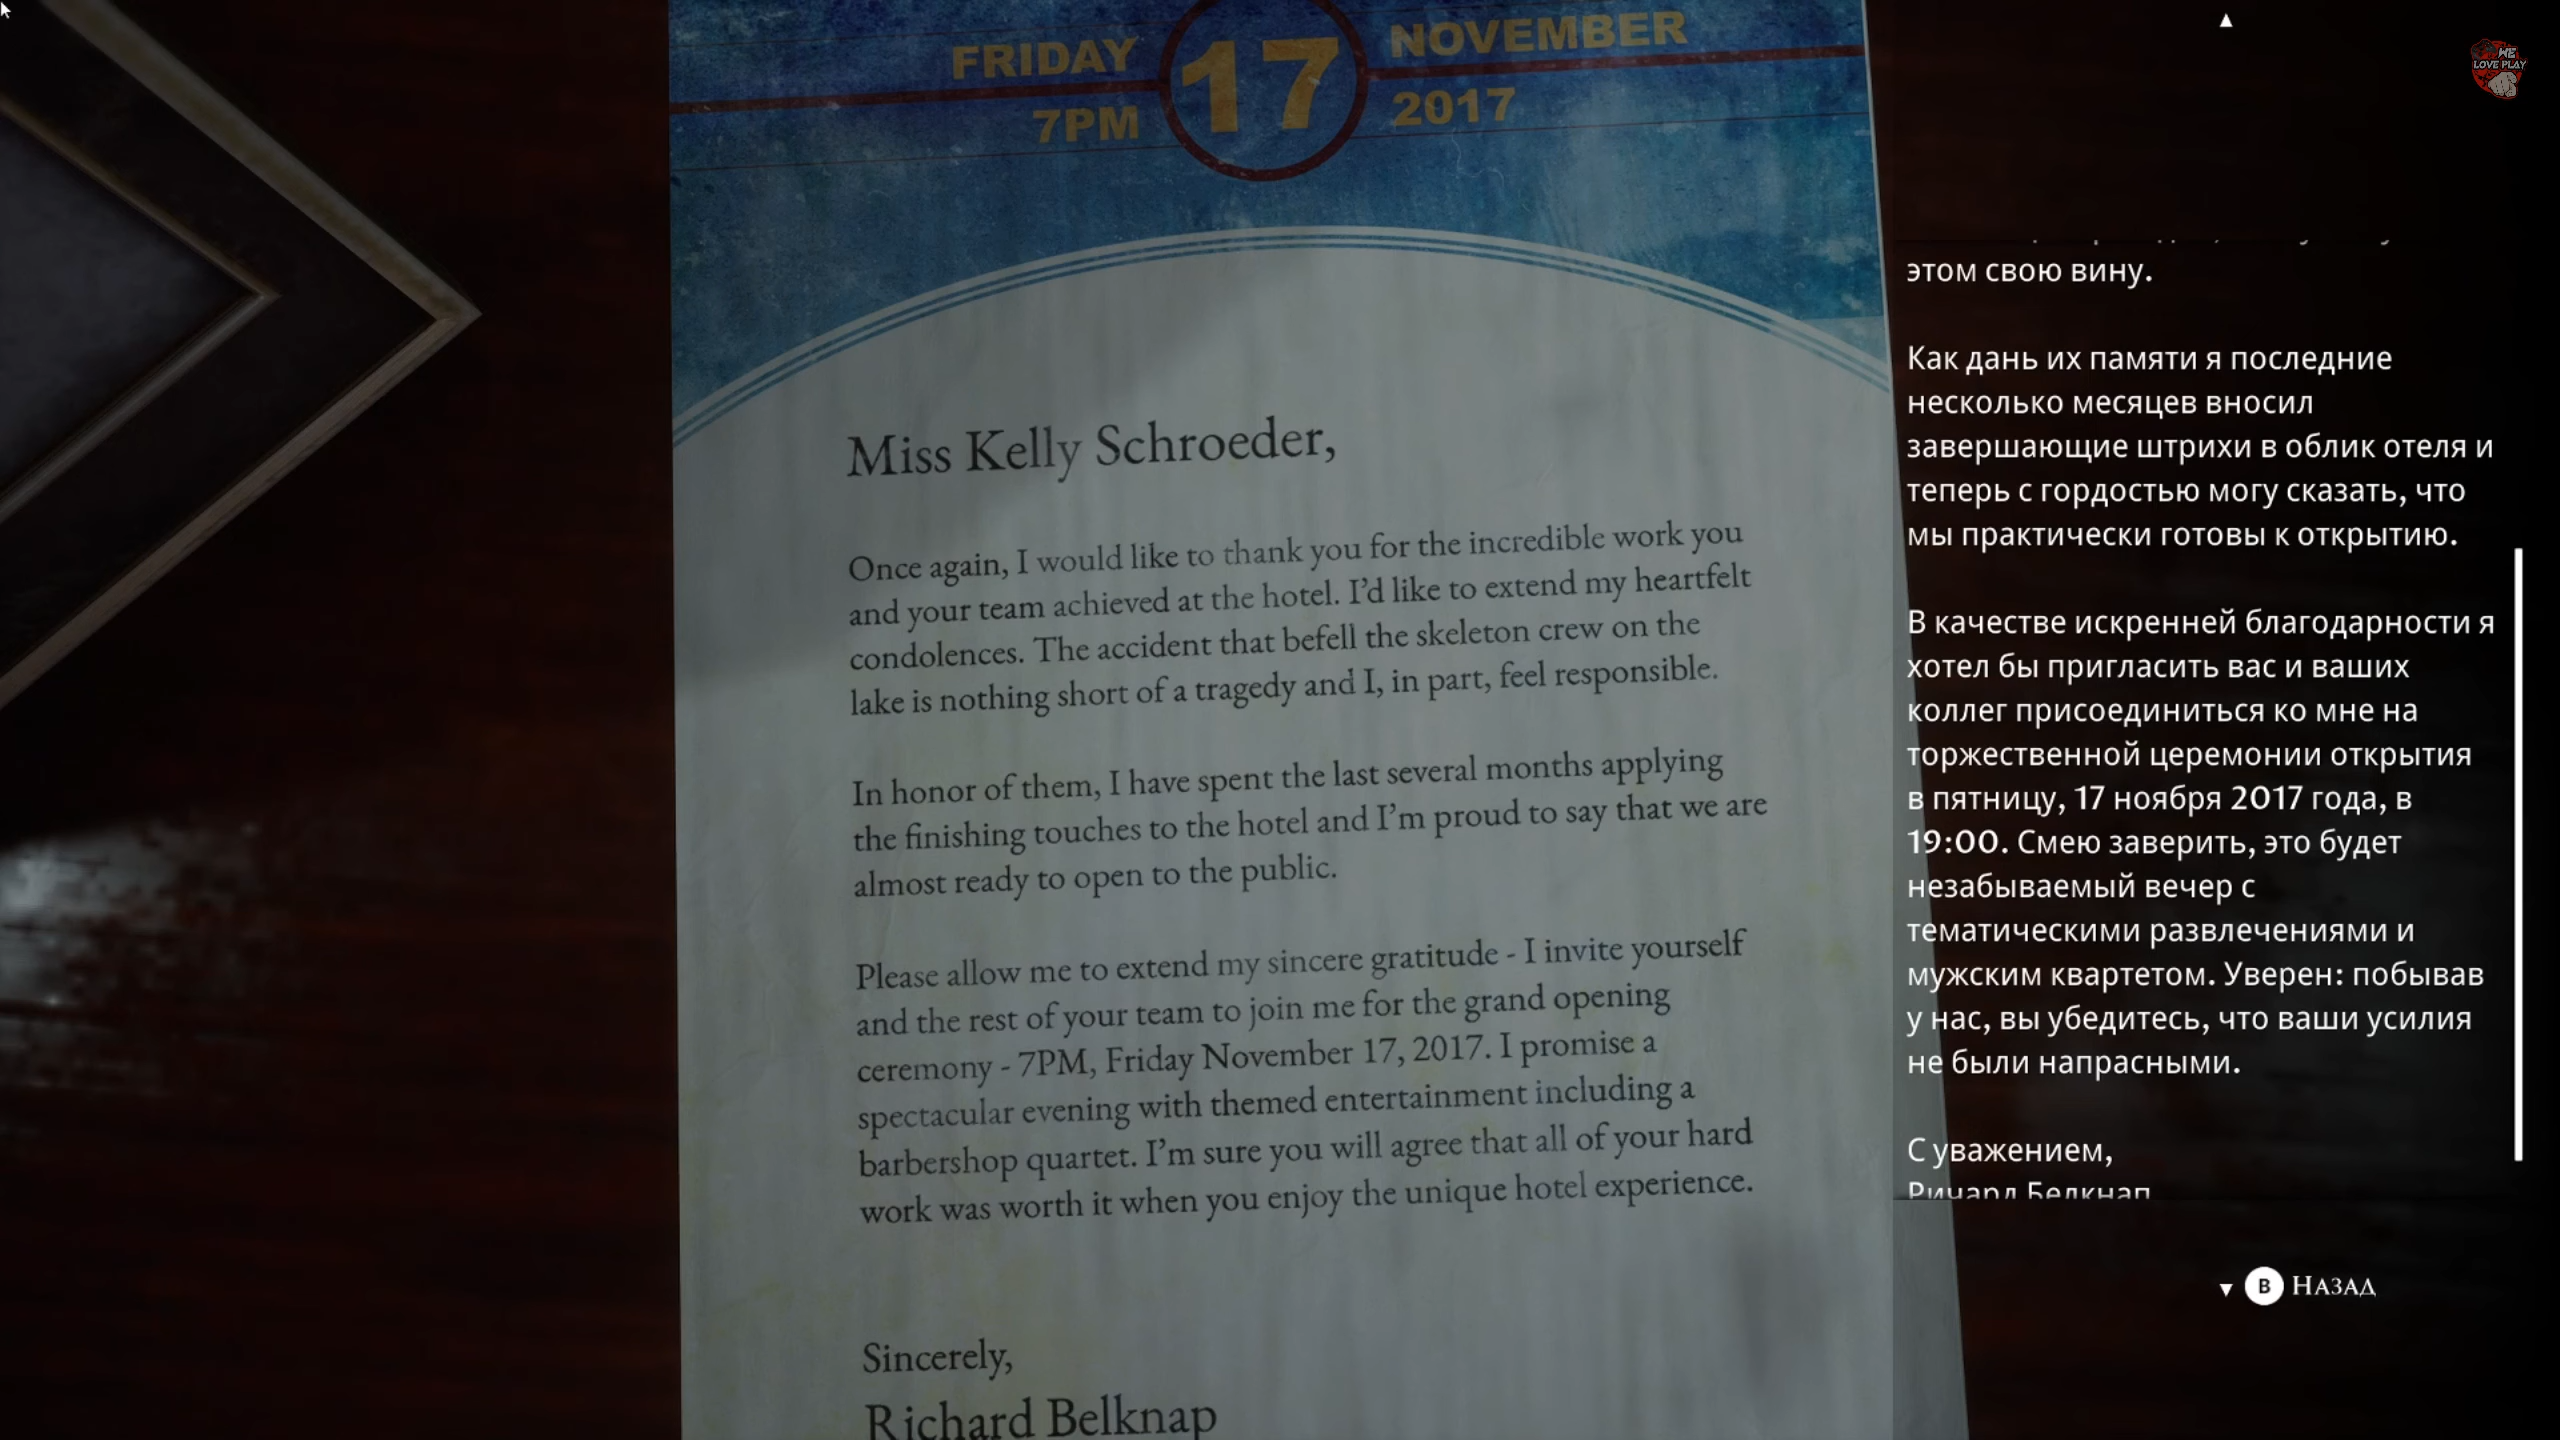 FRIDAY
7PM
17
NOVEMBER
2017
Miss Kelly Schroeder,
Once again, I would like to thank you for the incredible work you
and your team achieved at the hotel. I'd like to extend my heartfelt
condolences. The accident that befell the skeleton crew on the
lake is nothing short of a tragedy and I, in part, feel responsible.
In honor of them, I have spent the last several months applying
the finishing touches to the hotel and I'm proud to say that we are
almost ready to open to the public.
Please allow me to extend my sincere gratitude - I invite yourself
and the rest of your team to join me for the grand opening
ceremony - 7PM, Friday November 17, 2017. I promise a
spectacular evening with themed entertainment including a
barbershop quartet. I'm sure you will agree that all of your hard
work was worth it when you enjoy the unique hotel experience.
Sincerely,
Richard Belknap
WE
LOVE PLAY
этом свою вину.
Как дань их памяти я последние
несколько месяцев вносил
завершающие штрихи в облик отеля и
теперь с гордостью могу сказать, что
мы практически готовы к открытию.
В качестве искренней благодарности я
хотел бы пригласить вас и ваших
коллег присоединиться ко мне на
торжественной церемонии открытия
в пятницу, 17 ноября 2017 года, в
19:00. Смею заверить, это будет
незабываемый вечер с
тематическими развлечениями и
мужским квартетом. Уверен: побывав
у нас, вы убедитесь, что ваши усилия
не были напрасными.
С уважением,
Ричард Белкнап
B НАЗАД